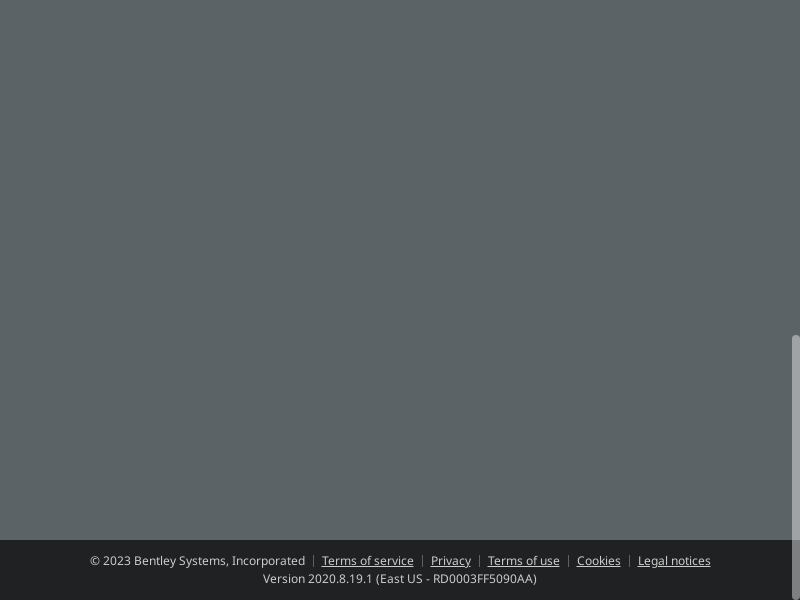 © 2023 Bentley Systems, Incorporated | Terms of service | Privacy | Terms of use | Cookies | Legal notices
Version 2020.8.19.1 (East US - RD0003FF5090AA)